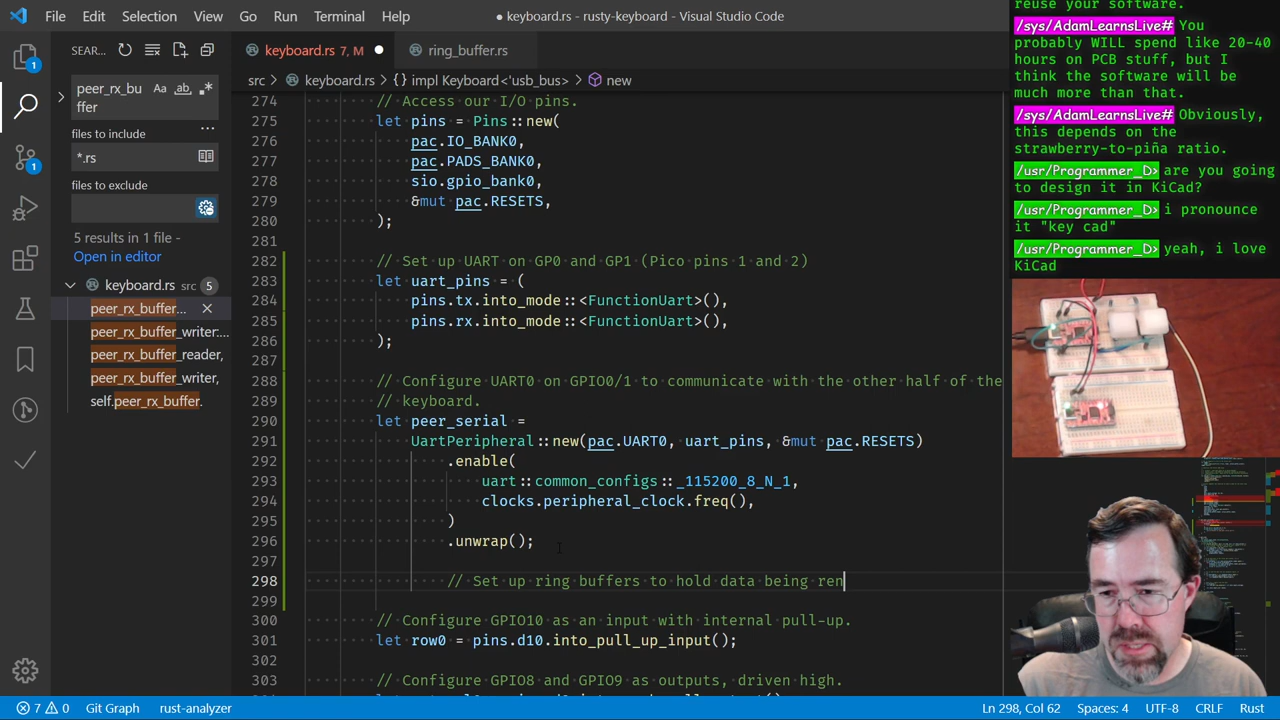 File Edit Selection View Go Run Terminal Help
● keyboard.rs - rusty-keyboard - Visual Studio Code
SEAR...
keyboard.rs 7, M ●
ring_buffer.rs
src > keyboard.rs > {} impl Keyboard<'usb_bus> > new
peer_rx_bu
ffer
Aa ab .*
files to include
*.rs
files to exclude
5 results in 1 file -
Open in editor
keyboard.rs src 5
peer_rx_buffer...
peer_rx_buffer_writer:...
peer_rx_buffer_reader,
peer_rx_buffer_writer,
self.peer_rx_buffer.
1
1
274 // Access our I/O pins.
275 let pins = Pins::new(
276 pac.IO_BANK0,
277 pac.PADS_BANK0,
278 sio.gpio_bank0,
279 &mut pac.RESETS,
280 );
281
282 // Set up UART on GP0 and GP1 (Pico pins 1 and 2)
283 let uart_pins = (
284 pins.tx.into_mode::<FunctionUart>(),
285 pins.rx.into_mode::<FunctionUart>(),
286 );
287
288 // Configure UART0 on GPIO0/1 to communicate with the other half of the
289 // keyboard.
290 let peer_serial =
291 UartPeripheral::new(pac.UART0, uart_pins, &mut pac.RESETS)
292 .enable(
293 uart::common_configs::_115200_8_N_1,
294 clocks.peripheral_clock.freq(),
295 )
296 .unwrap();
297
298 // Set up ring buffers to hold data being ren
299
300 // Configure GPIO10 as an input with internal pull-up.
301 let row0 = pins.d10.into_pull_up_input();
302
303 // Configure GPIO8 and GPIO9 as outputs, driven high.
reuse your software.
/sys/AdamLearnsLive# You
probably WILL spend like 20-40
hours on PCB stuff, but I
think the software will be
much more than that.
/sys/AdamLearnsLive# Obviously,
this depends on the
strawberry-to-piña ratio.
/usr/Programmer_D> are you going
to design it in KiCad?
/usr/Programmer_D> i pronounce
it "key cad"
/usr/Programmer_D> yeah, i love
KiCad
7 0 Git Graph rust-analyzer
Ln 298, Col 62 Spaces: 4 UTF-8 CRLF Rust